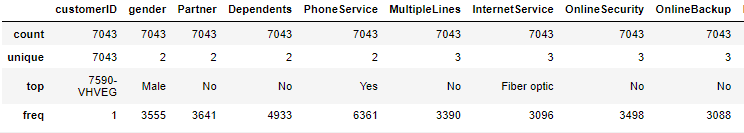 customerID gender Partner Dependents PhoneService MultipleLines InternetService OnlineSecurity OnlineBackup
count 7043 7043 7043 7043 7043 7043 7043 7043 7043
unique 7043 2 2 2 2 3 3 3 3
top 7590-VHVEG Male No No Yes No Fiber optic No No
freq 1 3555 3641 4933 6361 3390 3096 3498 3088